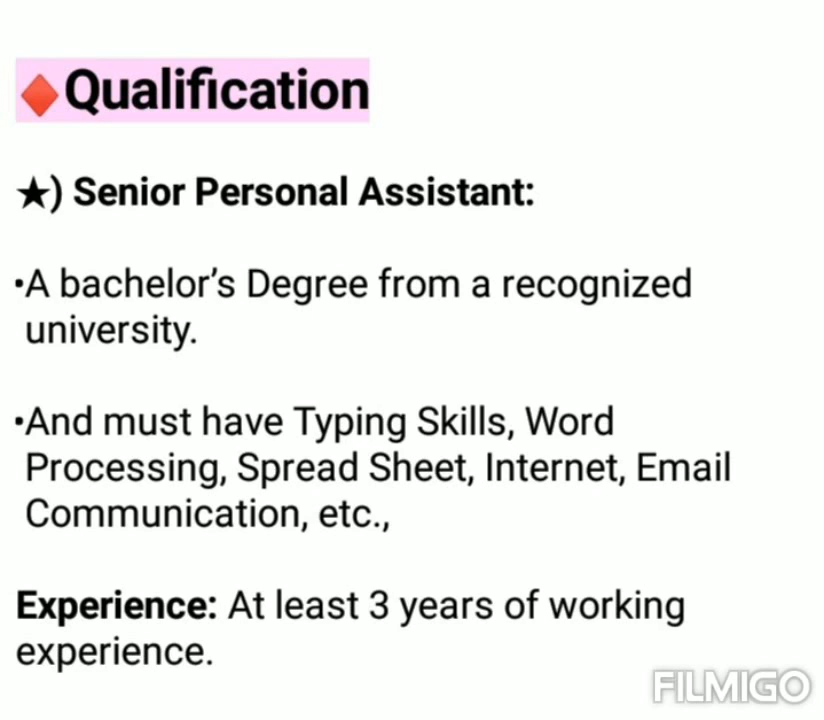 ♦Qualification
★) Senior Personal Assistant:
•A bachelor’s Degree from a recognized
university.
•And must have Typing Skills, Word
Processing, Spread Sheet, Internet, Email
Communication, etc.,
Experience: At least 3 years of working
experience.
FILMIGO